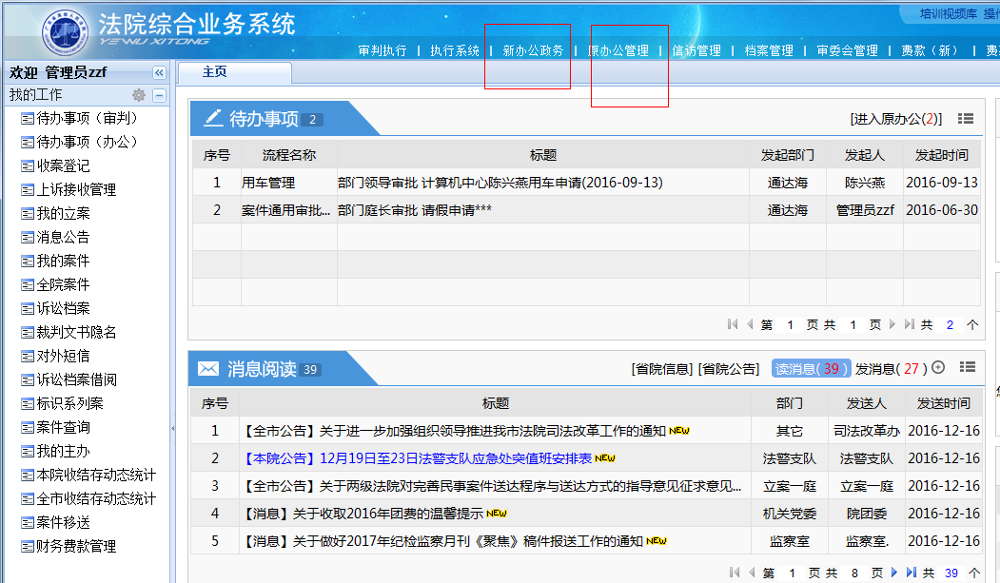 法院综合业务系统
YEWU XITONG
培训视频库
审判执行 | 执行系统 | 新办公政务 | 原办公管理 | 信访管理 | 档案管理 | 审委会管理 | 费款（新） | 费
欢迎 管理员zzf
我的工作
待办事项（审判）
待办事项（办公）
收案登记
上诉接收管理
我的立案
消息公告
我的案件
全院案件
诉讼档案
裁判文书隐名
对外短信
诉讼档案借阅
标识系列案
案件查询
我的主办
本院收结存动态统计
全市收结存动态统计
案件移送
财务费款管理
主页
待办事项 2
[进入原办公(2)]
序号 流程名称 标题 发起部门 发起人 发起时间
1 用车管理 部门领导审批 计算机中心陈兴燕用车申请(2016-09-13) 通达海 陈兴燕 2016-09-13
2 案件通用审批... 部门庭长审批 请假申请*** 通达海 管理员zzf 2016-06-30
第 1 页 共 1 页 共 2 个
消息阅读 39
[省院信息] [省院公告] 读消息( 39 ) 发消息( 27 )
序号 标题 部门 发送人 发送时间
1 【全市公告】关于进一步加强组织领导推进我市法院司法改革工作的通知 NEW 其它 司法改革办 2016-12-16
2 【本院公告】12月19日至23日法警支队应急处突值班安排表 NEW 法警支队 法警支队 2016-12-16
3 【全市公告】关于两级法院对完善民事案件送达程序与送达方式的指导意见征求意见... 立案一庭 立案一庭 2016-12-16
4 【消息】关于收取2016年团费的温馨提示 NEW 机关党委 院团委 2016-12-16
5 【消息】关于做好2017年纪检监察月刊《聚焦》稿件报送工作的通知 NEW 监察室 监察室. 2016-12-16
第 1 页 共 8 页 共 39 个